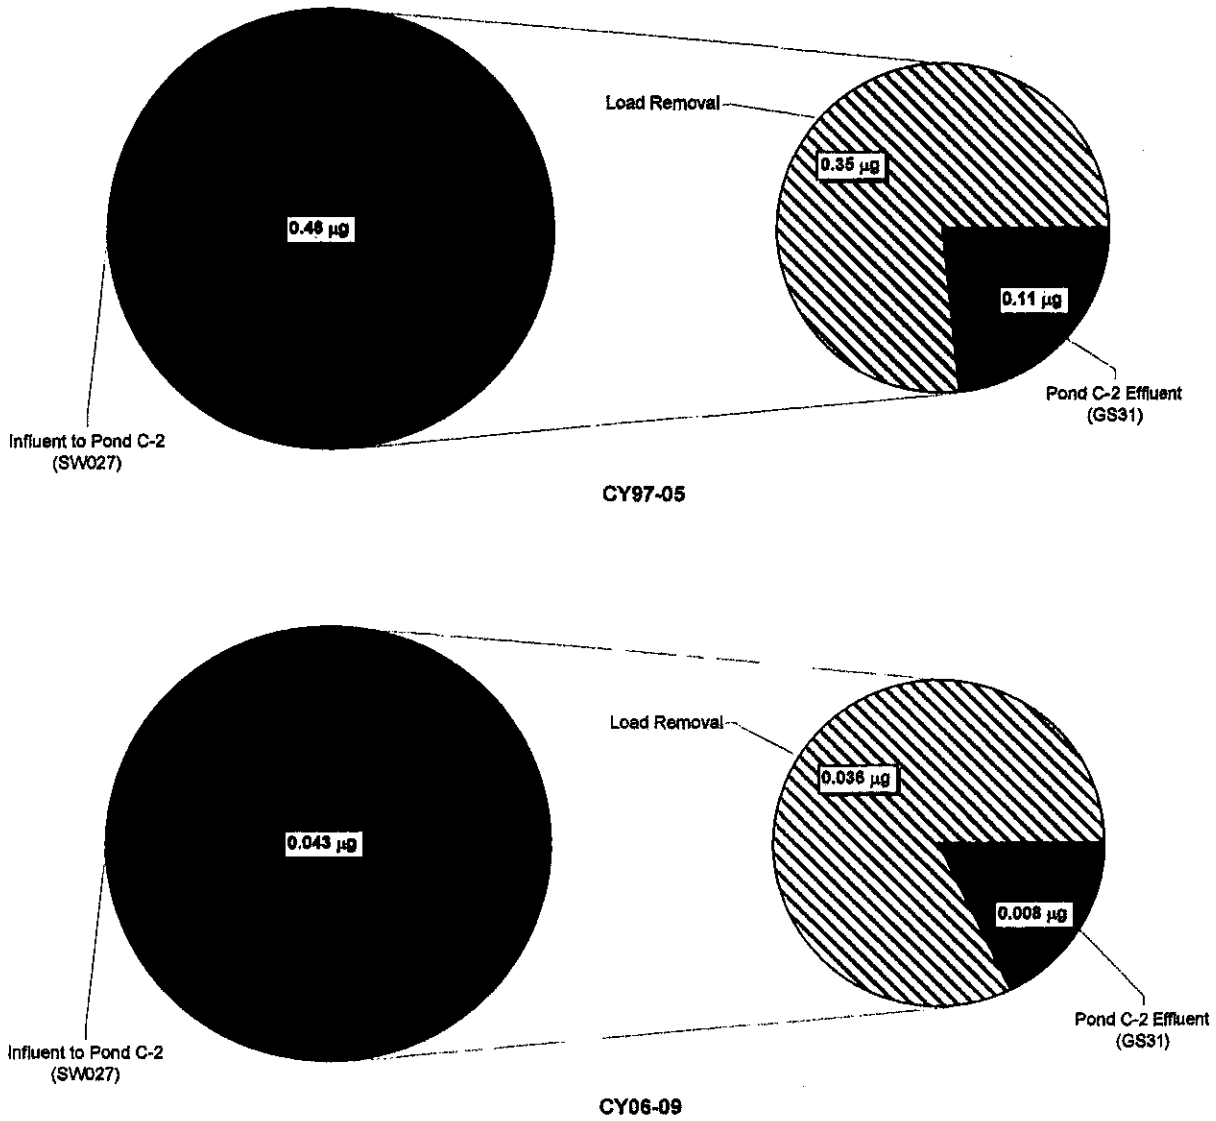 Load Removal
0.35 µg
0.46 µg
0.11 µg
Pond C-2 Effluent
(GS31)
Influent to Pond C-2
(SW027)
CY97-05
Load Removal
0.036 µg
0.043 µg
0.008 µg
Pond C-2 Effluent
(GS31)
Influent to Pond C-2
(SW027)
CY06-09